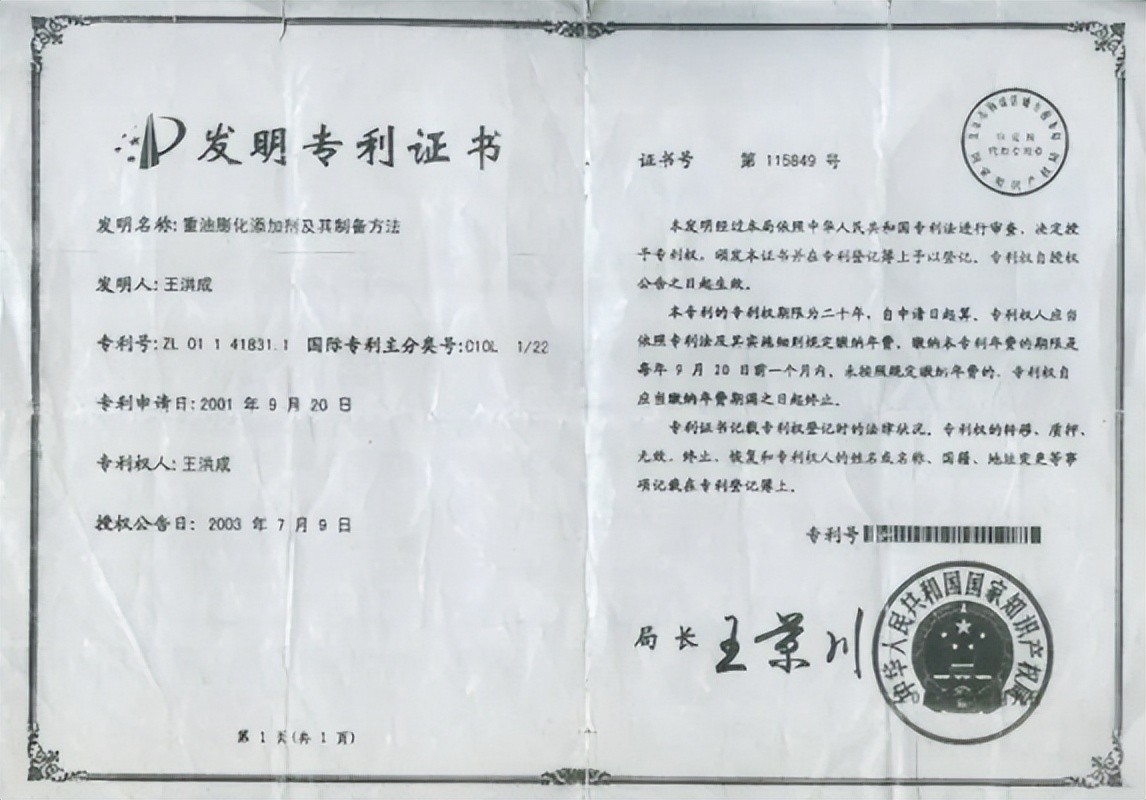 发明专利证书
发明名称: 重油膨化添加剂及其制备方法
发明人: 王洪成
专利号: ZL 01 1 41831.1 国际专利主分类号: C10L 1/22
专利申请日: 2001 年 9 月 20 日
专利权人: 王洪成
授权公告日: 2003 年 7 月 9 日
第 1 页(共 1 页)
证书号 第 115849 号
本发明经过本局依照中华人民共和国专利法进行审查,决定授
予专利权,颁发本证书并在专利登记簿上予以登记。专利权自授权
公告之日起生效。
本专利的专利权期限为二十年,自申请日起算。专利权人应当
依照专利法及其实施细则规定缴纳年费。缴纳本专利年费的期限是
每年 9 月 20 日前一个月内。未按照规定缴纳年费的,专利权自
应当缴纳年费期满之日起终止。
专利证书记载专利权登记时的法律状况。专利权的转移、质押、
无效、终止、恢复和专利权人的姓名或名称、国籍、地址变更等事
项记载在专利登记簿上。
专利号
局长 王景川
中华人民共和国国家知识产权局
国家知识产权局